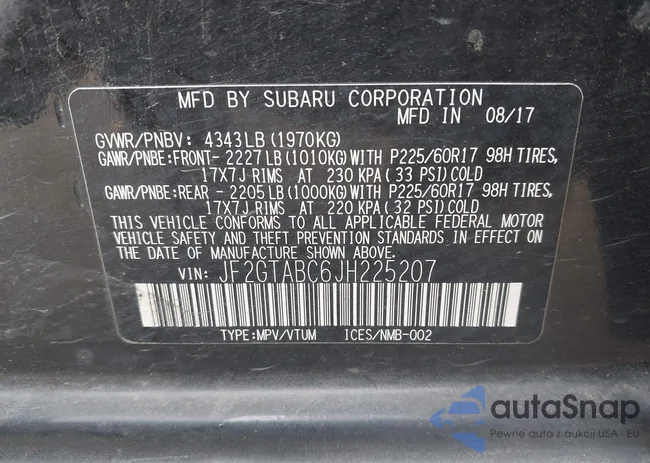 MFD BY SUBARU CORPORATION
MFD IN 08/17
GVWR/PNBV: 4343LB(1970KG)
GAWR/PNBE:FRONT- 2227LB(1010KG)WITH P225/60R17 98H TIRES,
17X7J RIMS AT 230 KPA(33 PSI)COLD
GAWR/PNBE:REAR - 2205LB(1000KG)WITH P225/60R17 98H TIRES,
17X7J RIMS AT 220 KPA(32 PSI)COLD
THIS VEHICLE CONFORMS TO ALL APPLICABLE FEDERAL MOTOR
VEHICLE SAFETY AND THEFT PREVENTION STANDARDS IN EFFECT ON
THE DATE OF MANUFACTURE SHOWN ABOVE.
VIN: JF2GTABC6JH225207
TYPE:MPV/VTUM ICES/NMB-002
autoSnap
Pewne auta z aukcji USA i EU